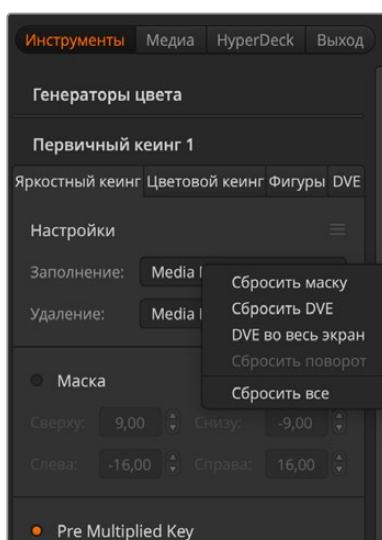 Инструменты Медиа HyperDeck Выход
Генераторы цвета
Первичный кеинг 1
Яркостный кеинг Цветовой кеинг Фигуры DVE
Настройки
Заполнение: Media
Удаление: Media
Сбросить маску
Сбросить DVE
DVE во весь экран
Сбросить поворот
Сбросить все
Маска
Сверху: 9,00 Снизу: -9,00
Слева: -16,00 Справа: 16,00
Pre Multiplied Key